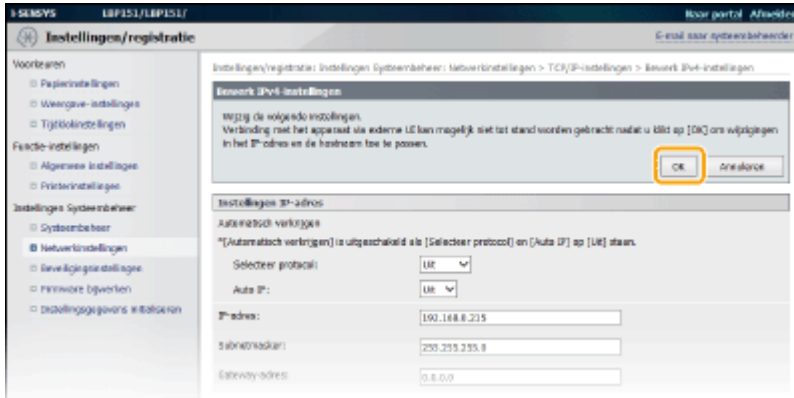 i-SENSYS LBP151/LBP151/ Naar portal Afmelden
Instellingen/registratie E-mail naar systeembeheerder
Voorkeuren
Papierinstellingen
Weergave-instellingen
Tijdklokinstellingen
Functie-instellingen
Algemene instellingen
Printerinstellingen
Instellingen Systeembeheer
Systeembeheer
Netwerkinstellingen
Beveiligingsinstellingen
Firmware bijwerken
Instellingsgegevens initialiseren
Instellingen/registratie: Instellingen Systeembeheer: Netwerkinstellingen > TCP/IP-instellingen > Bewerk IPv4-instellingen
Bewerk IPv4-instellingen
Wijzig de volgende instellingen.
Verbinding met het apparaat via externe UI kan mogelijk niet tot stand worden gebracht nadat u klikt op [OK] om wijzigingen
in het IP-adres en de hostnaam toe te passen.
OK Annuleren
Instellingen IP-adres
Automatisch verkrijgen
*[Automatisch verkrijgen] is uitgeschakeld als [Selecteer protocol] en [Auto IP] op [Uit] staan.
Selecteer protocol: Uit
Auto IP: Uit
IP-adres: 192.168.0.215
Subnetmasker: 255.255.255.0
Gateway-adres: 0.0.0.0